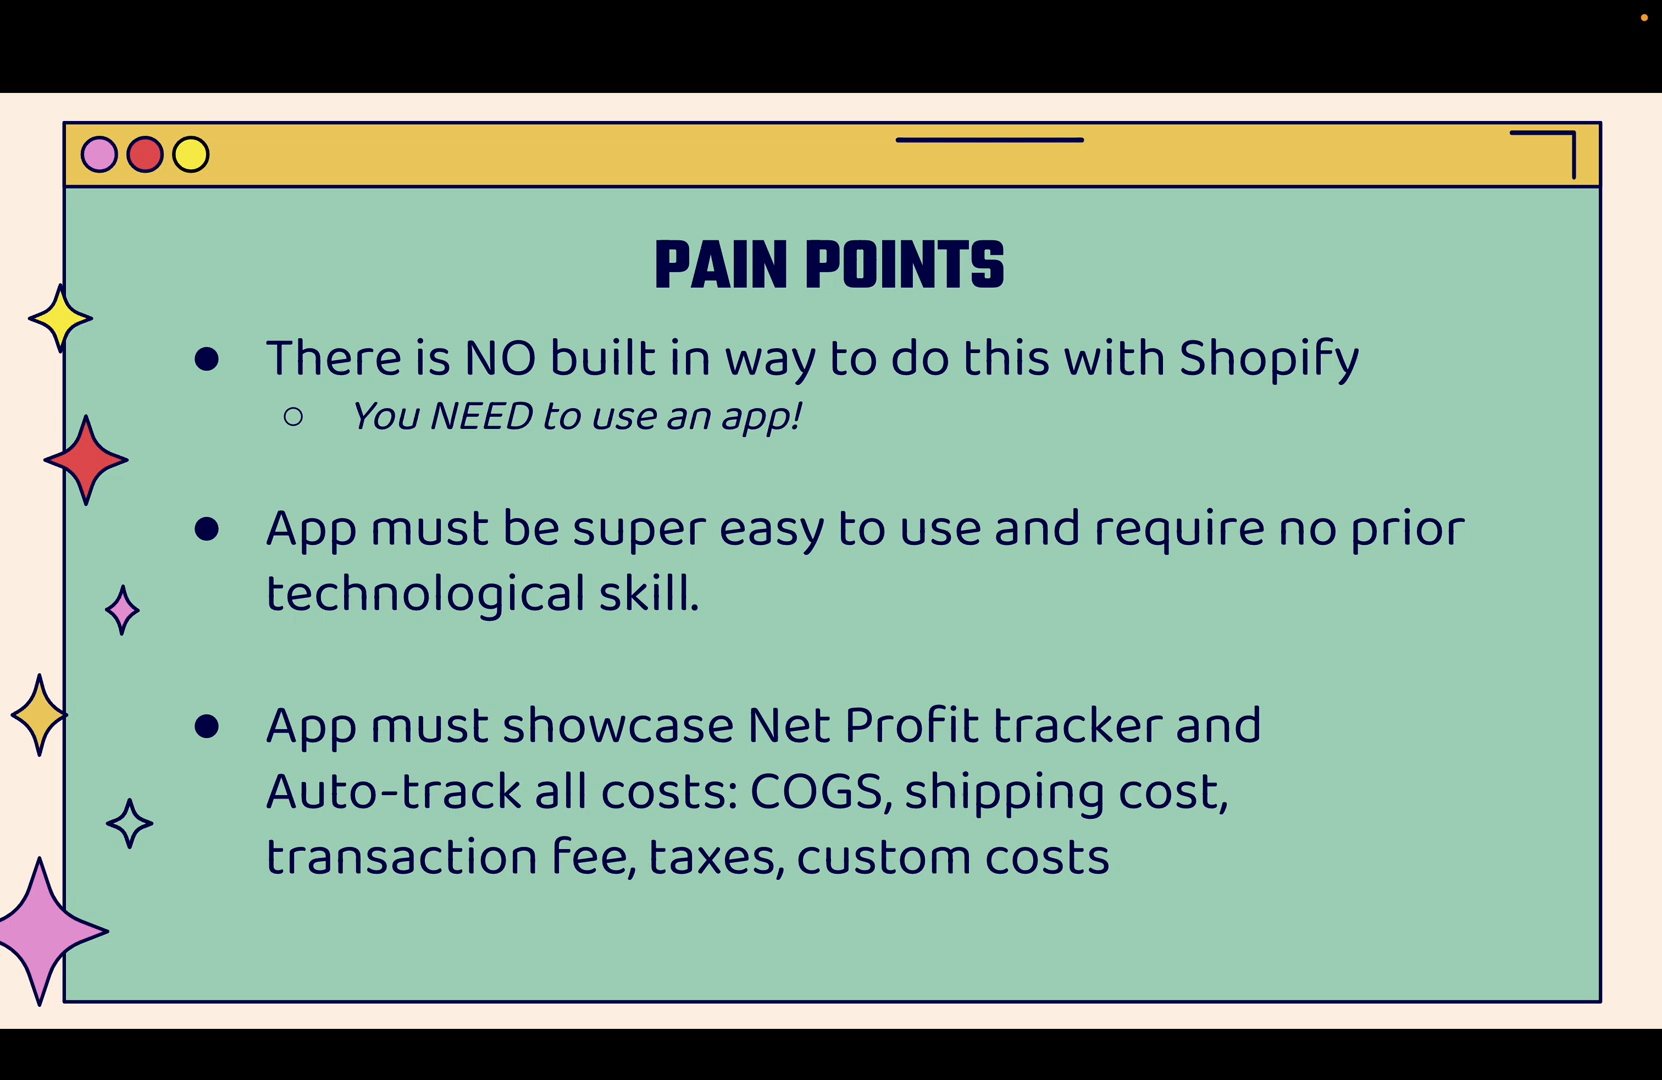 PAIN POINTS
● There is NO built in way to do this with Shopify
○ You NEED to use an app!
● App must be super easy to use and require no prior
technological skill.
● App must showcase Net Profit tracker and
Auto-track all costs: COGS, shipping cost,
transaction fee, taxes, custom costs